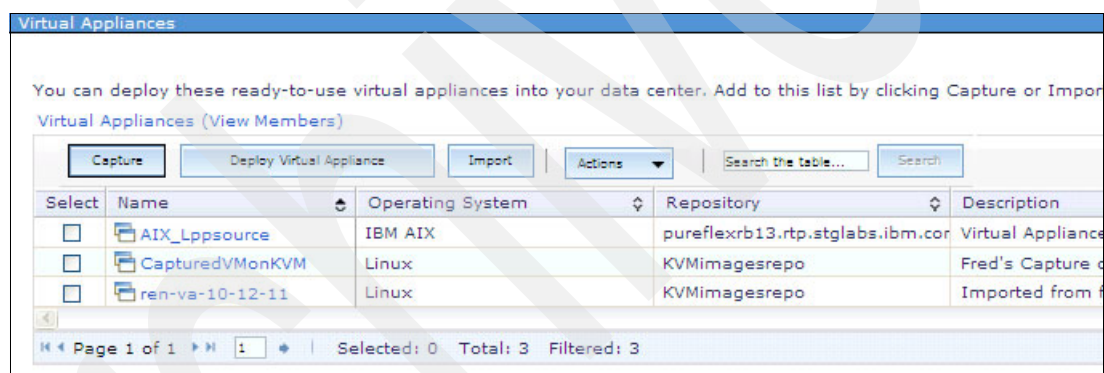 Virtual Appliances
You can deploy these ready-to-use virtual appliances into your data center. Add to this list by clicking Capture or Impor
Virtual Appliances (View Members)
Capture Deploy Virtual Appliance Import Actions Search the table... Search
Select Name Operating System Repository Description
AIX_Lppsource IBM AIX pureflexrb13.rtp.stglabs.ibm.cor Virtual Appliance
CapturedVMonKVM Linux KVMimagesrepo Fred's Capture c
ren-va-10-12-11 Linux KVMimagesrepo Imported from f
Page 1 of 1 1 Selected: 0 Total: 3 Filtered: 3